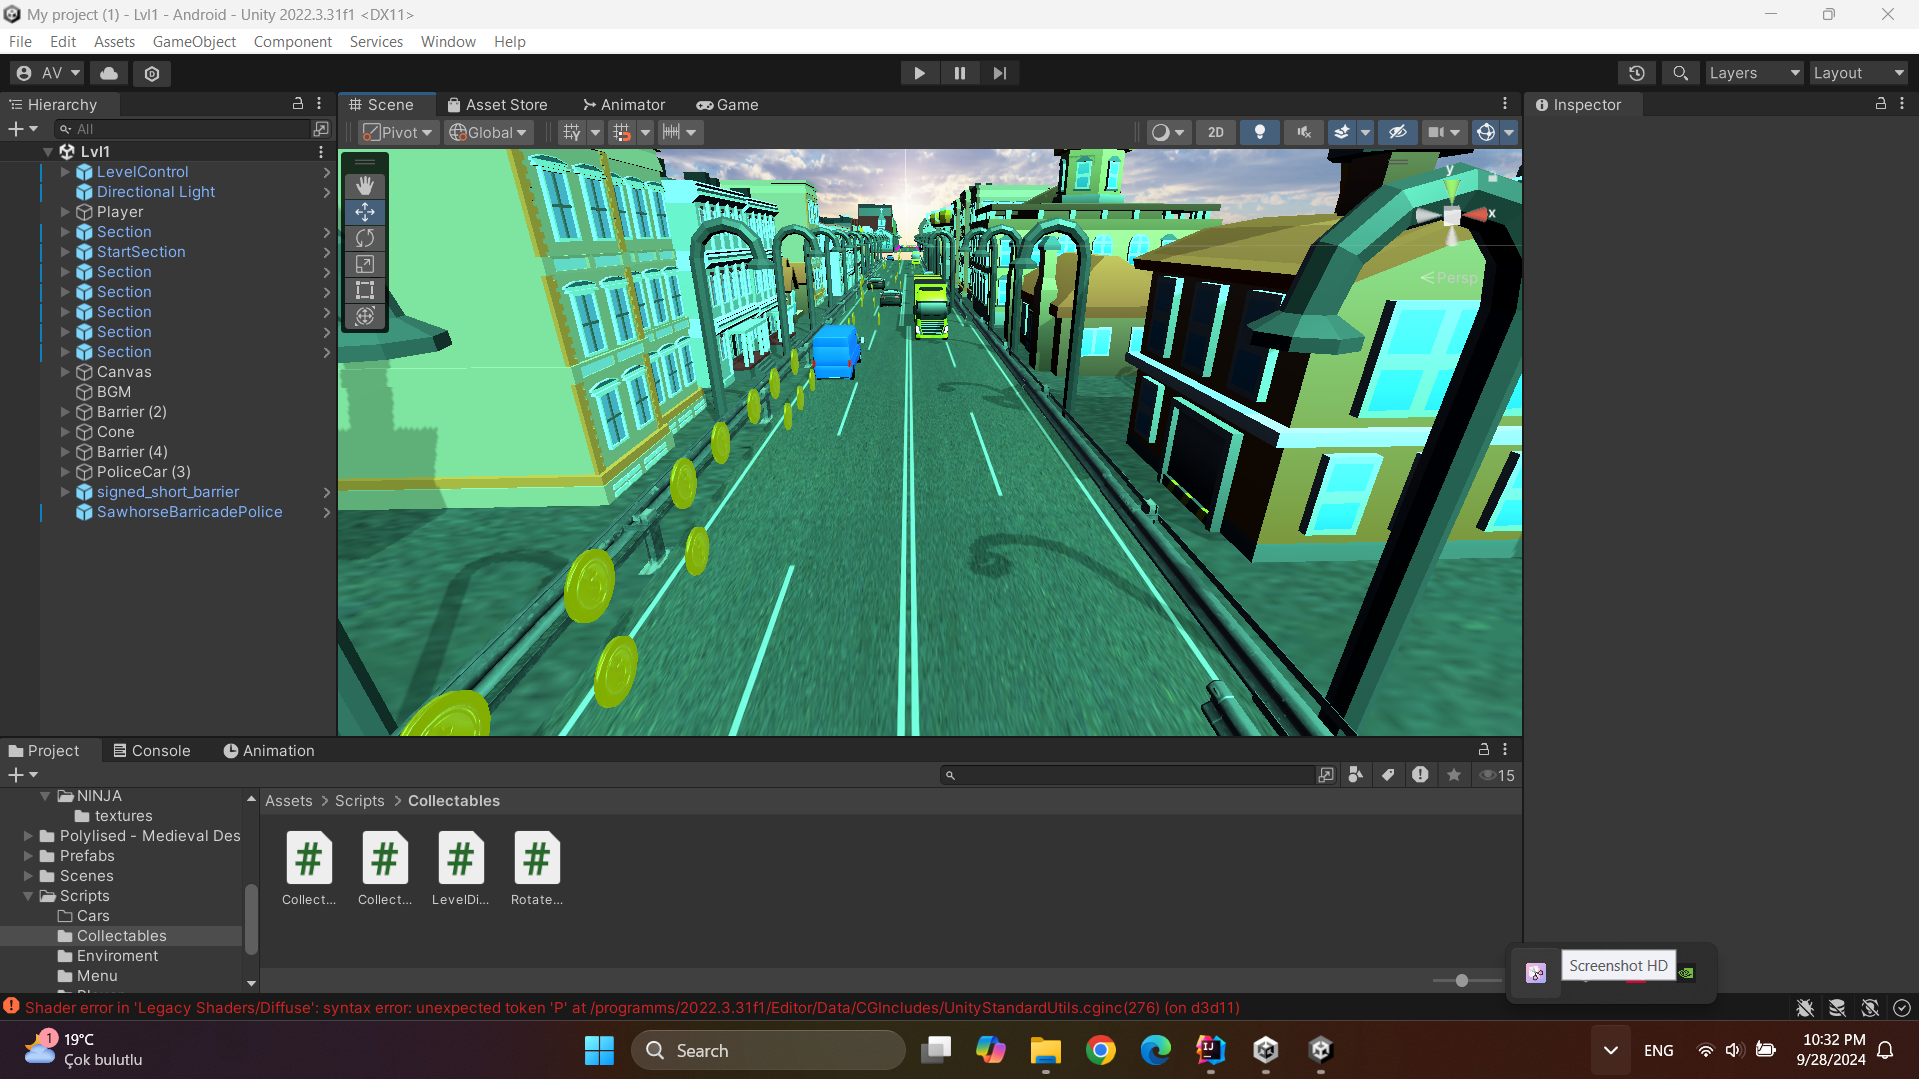 My project (1) - Lvl1 - Android - Unity 2022.3.31f1 <DX11>
File Edit Assets GameObject Component Services Window Help
AV Layers Layout
Hierarchy
All
Lvl1
LevelControl
Directional Light
Player
Section
StartSection
Section
Section
Section
Section
Section
Canvas
BGM
Barrier (2)
Cone
Barrier (4)
PoliceCar (3)
signed_short_barrier
SawhorseBarricadePolice
Scene Asset Store Animator Game
Pivot Global 2D
y
x
Persp
Inspector
Project Console Animation
15
NINJA
textures
Polylised - Medieval Des
Prefabs
Scenes
Scripts
Cars
Collectables
Enviroment
Menu
Assets > Scripts > Collectables
Collect... Collect... LevelDi... Rotate...
Screenshot HD
Shader error in 'Legacy Shaders/Diffuse': syntax error: unexpected token 'P' at /programms/2022.3.31f1/Editor/Data/CGIncludes/UnityStandardUtils.cginc(276) (on d3d11)
1
19°C
Çok bulutlu
Search
ENG
10:32 PM
9/28/2024